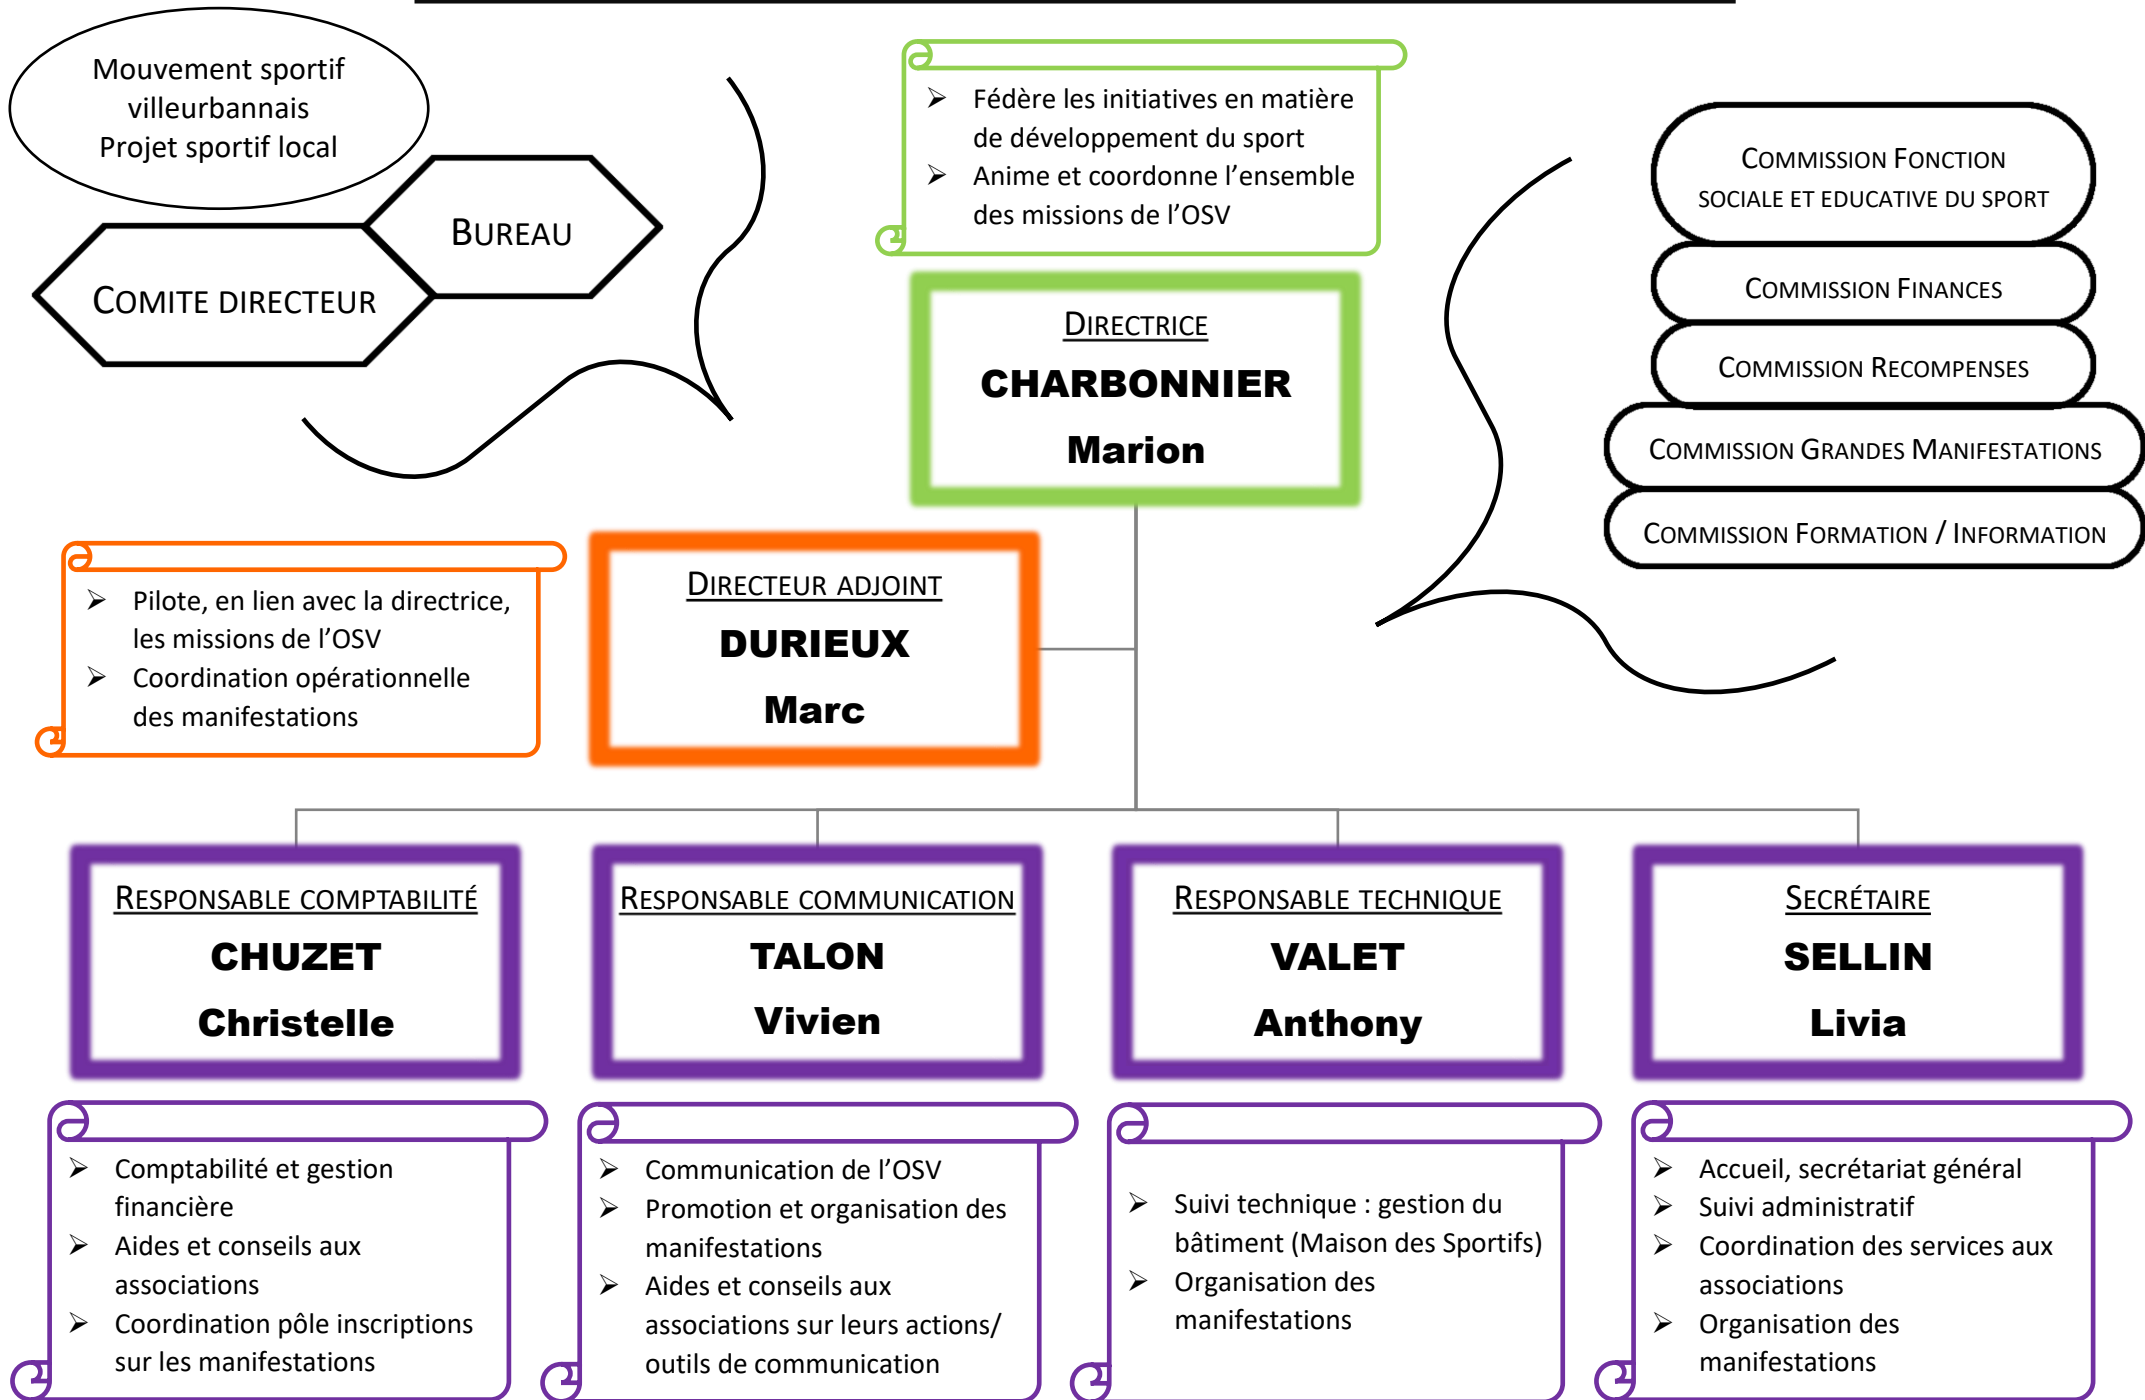 Mouvement sportif
villeurbannais
Projet sportif local
BUREAU
COMITE DIRECTEUR
➢ Fédère les initiatives en matière
de développement du sport
➢ Anime et coordonne l’ensemble
des missions de l’OSV
COMMISSION FONCTION
SOCIALE ET EDUCATIVE DU SPORT
COMMISSION FINANCES
COMMISSION RECOMPENSES
COMMISSION GRANDES MANIFESTATIONS
COMMISSION FORMATION / INFORMATION
DIRECTRICE
CHARBONNIER
Marion
➢ Pilote, en lien avec la directrice,
les missions de l’OSV
➢ Coordination opérationnelle
des manifestations
DIRECTEUR ADJOINT
DURIEUX
Marc
RESPONSABLE COMPTABILITÉ
CHUZET
Christelle
RESPONSABLE COMMUNICATION
TALON
Vivien
RESPONSABLE TECHNIQUE
VALET
Anthony
SECRÉTAIRE
SELLIN
Livia
➢ Comptabilité et gestion
financière
➢ Aides et conseils aux
associations
➢ Coordination pôle inscriptions
sur les manifestations
➢ Communication de l’OSV
➢ Promotion et organisation des
manifestations
➢ Aides et conseils aux
associations sur leurs actions/
outils de communication
➢ Suivi technique : gestion du
bâtiment (Maison des Sportifs)
➢ Organisation des
manifestations
➢ Accueil, secrétariat général
➢ Suivi administratif
➢ Coordination des services aux
associations
➢ Organisation des
manifestations